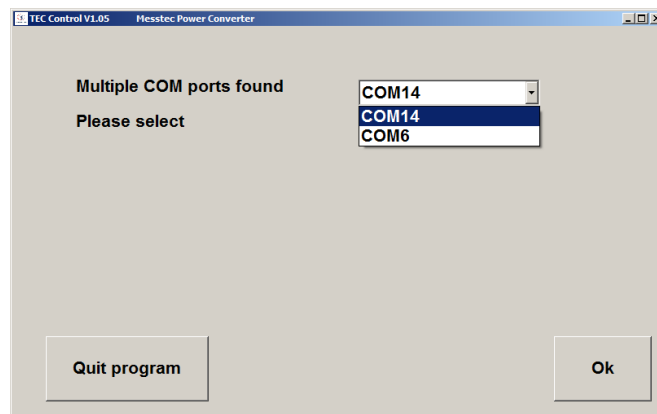 TEC Control V1.05 Messtec Power Converter
Multiple COM ports found
COM14
Please select
COM14
COM6
Quit program
Ok